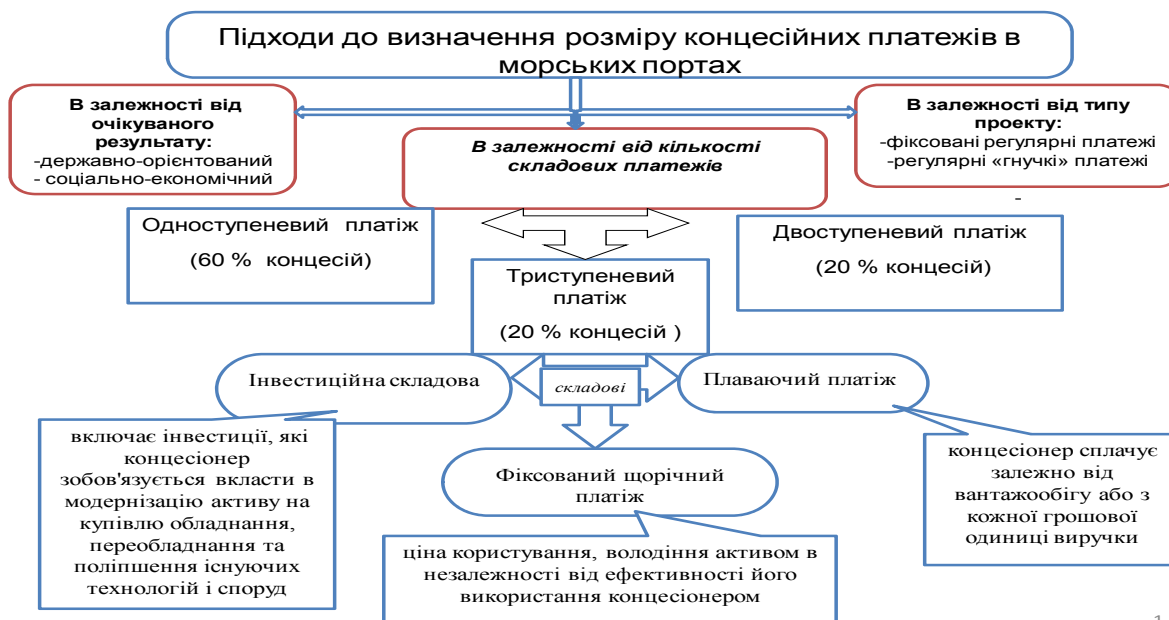 Підходи до визначення розміру концесійних платежів в
морських портах
В залежності від
очікуваного
результату:
-державно-орієнтований
- соціально-економічний
В залежності від кількості
складових платежів
В залежності від типу
проекту:
-фіксовані регулярні платежі
-регулярні «гнучкі» платежі
-
Одноступеневий платіж
(60 % концесій)
Двоступеневий платіж
(20 % концесій)
Триступеневий
платіж
(20 % концесій )
Інвестиційна складова
складові
Плаваючий платіж
включає інвестиції, які
концесіонер
зобов'язується вкласти в
модернізацію активу на
купівлю обладнання,
переобладнання та
поліпшення існуючих
технологій і споруд
Фіксований щорічний
платіж
концесіонер сплачує
залежно від
вантажообігу або з
кожної грошової
одиниці виручки
ціна користування, володіння активом в
незалежності від ефективності його
використання концесіонером
1